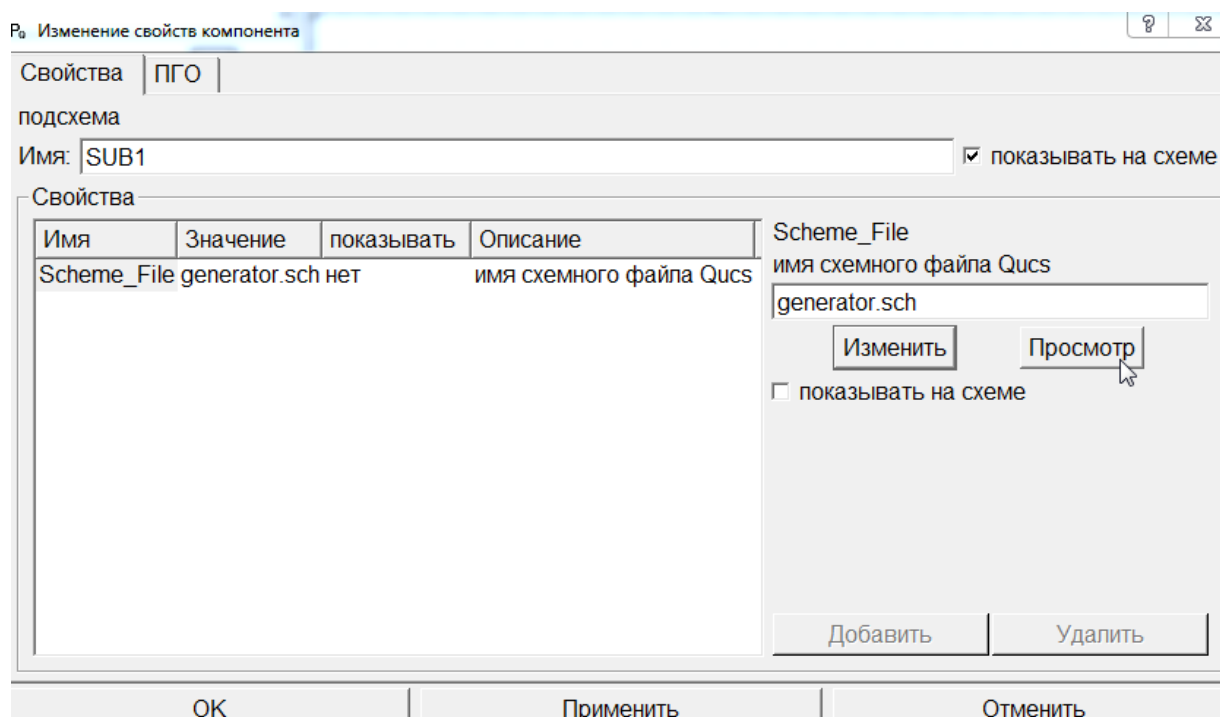 Изменение свойств компонента
Свойства ПГО
подсхема
Имя: SUB1 показывать на схеме
Свойства
Имя Значение показывать Описание
Scheme_File generator.sch нет имя схемного файла Qucs
Scheme_File
имя схемного файла Qucs
generator.sch
Изменить Просмотр
показывать на схеме
Добавить Удалить
OK Применить Отменить